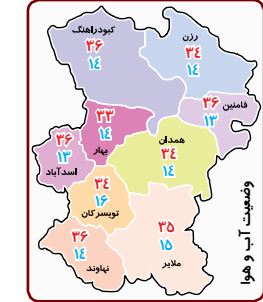 کبودراهنگ
۳۶
۱۴
رزن
۳۴
۱۴
فامنین
۳۶
۱۳
۳۳
۱۴
بهار
همدان
۳۴
۱۴
۳۶
۱۳
اسدآباد
۳۴
۱۶
تویسرکان
۳۵
۱۵
ملایر
۳۶
۱۴
نهاوند
وضعیت آب و هوا